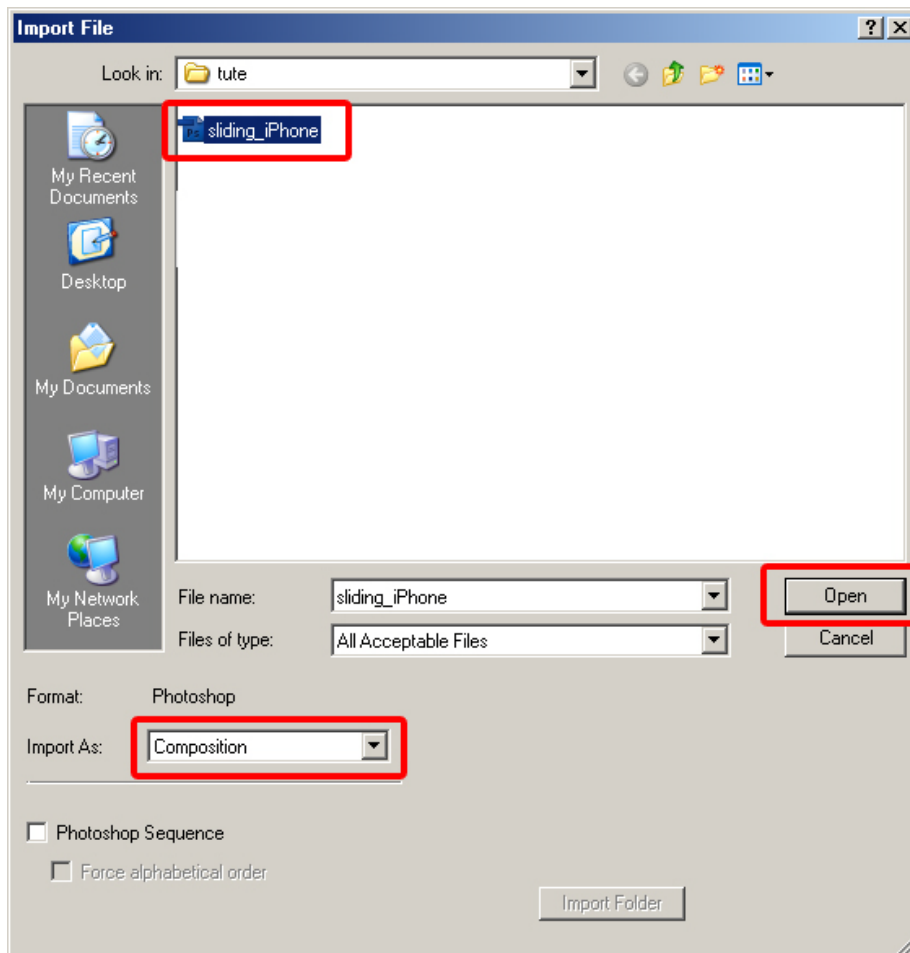 Import File
Look in:
tute
Ps sliding_iPhone
My Recent
Documents
Desktop
My Documents
My Computer
My Network
Places
File name:
sliding_iPhone
Open
Files of type:
All Acceptable Files
Cancel
Format:
Photoshop
Import As:
Composition
Photoshop Sequence
Force alphabetical order
Import Folder